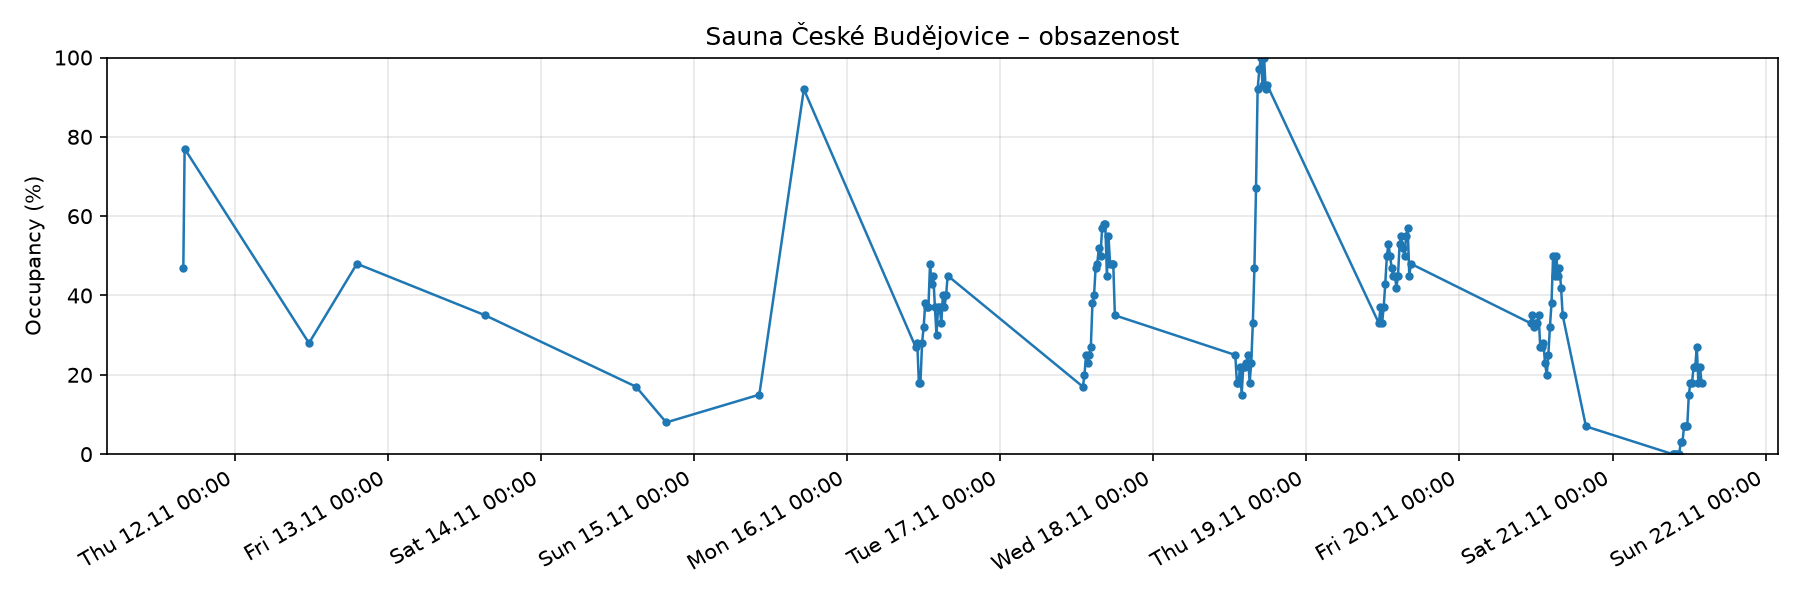 Sauna České Budějovice – obsazenost
Occupancy (%)
100
80
60
40
20
0
Thu 12.11 00:00
Fri 13.11 00:00
Sat 14.11 00:00
Sun 15.11 00:00
Mon 16.11 00:00
Tue 17.11 00:00
Wed 18.11 00:00
Thu 19.11 00:00
Fri 20.11 00:00
Sat 21.11 00:00
Sun 22.11 00:00